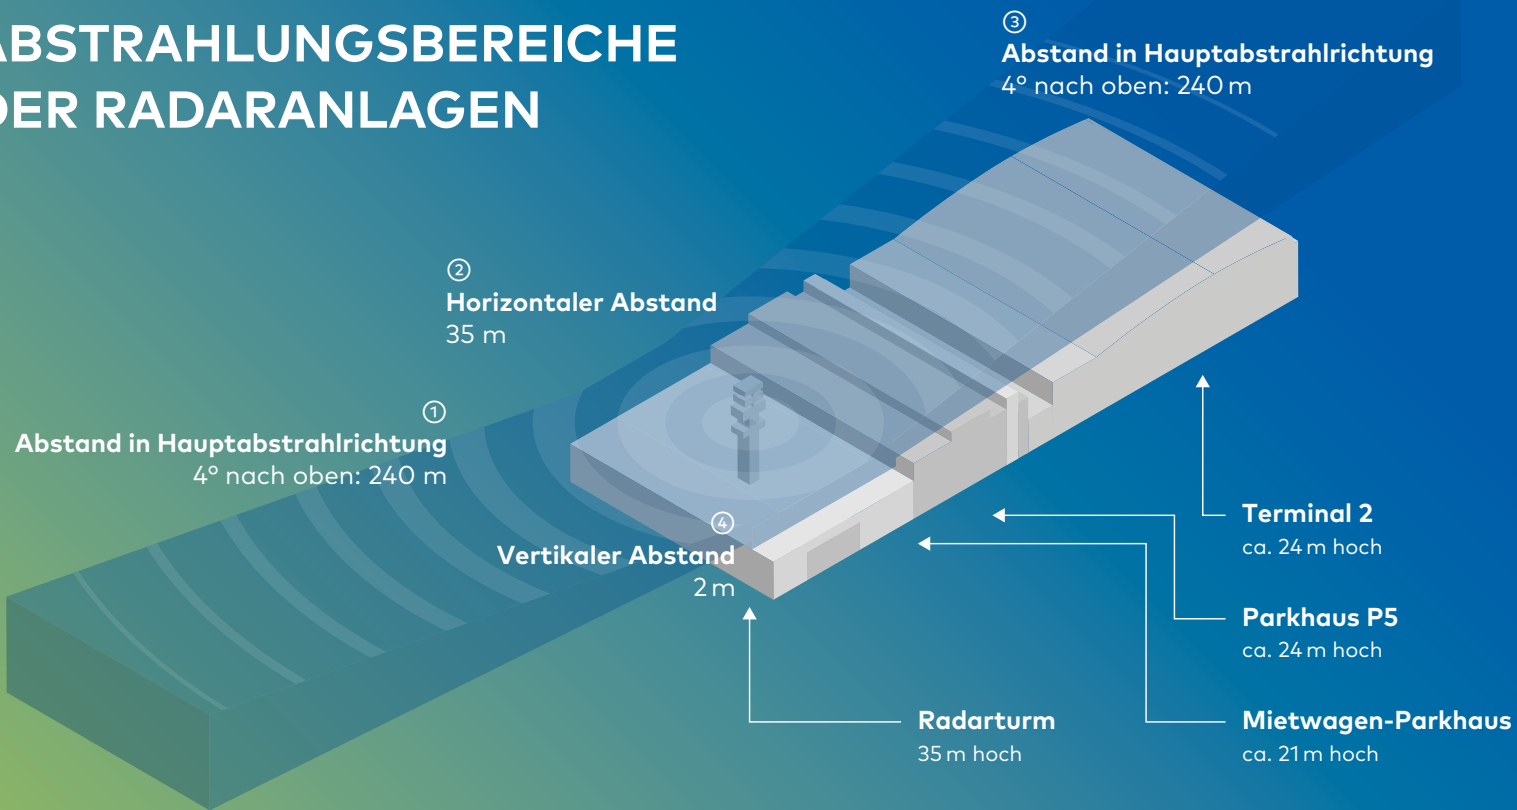 ABSTRAHLUNGSBEREICHE
DER RADARANLAGEN
③
Abstand in Hauptabstrahlrichtung
4° nach oben: 240 m
②
Horizontaler Abstand
35 m
①
Abstand in Hauptabstrahlrichtung
4° nach oben: 240 m
④
Vertikaler Abstand
2 m
Terminal 2
ca. 24 m hoch
Parkhaus P5
ca. 24 m hoch
Radarturm
35 m hoch
Mietwagen-Parkhaus
ca. 21 m hoch